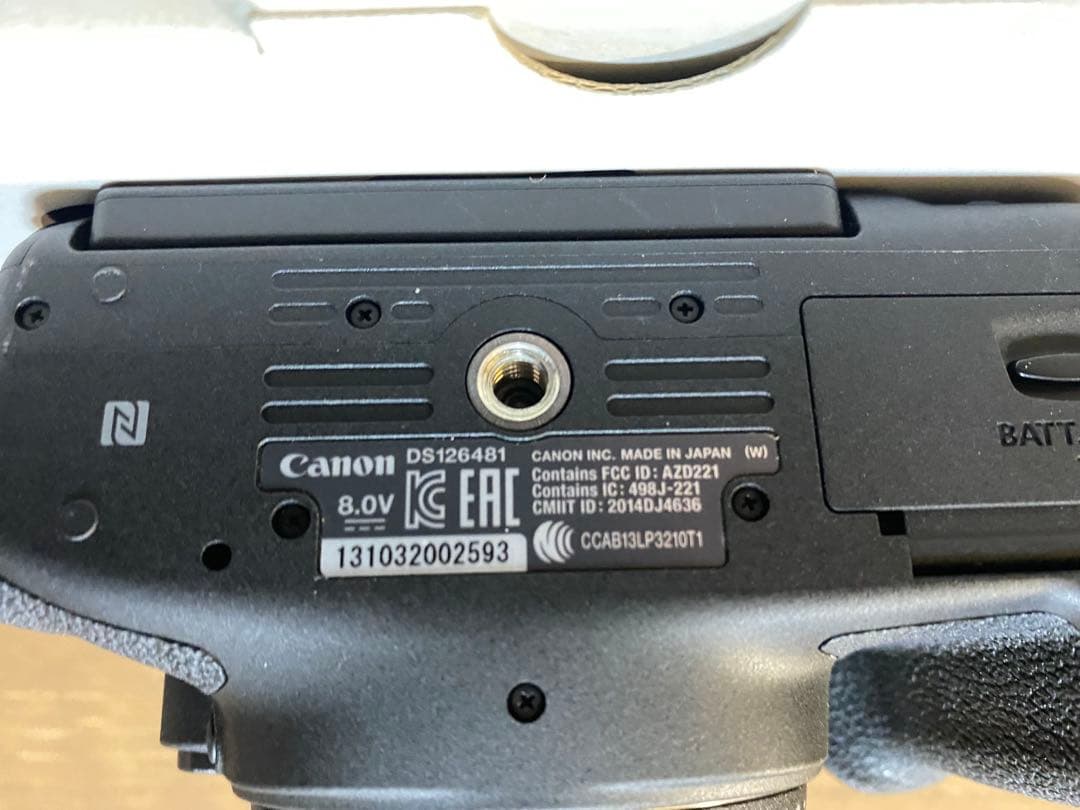 Canon DS126481 CANON INC. MADE IN JAPAN (W)
Contains FCC ID: AZD221
Contains IC: 498J-221
CMIIT ID: 2014DJ4636
8.0V
EAC
CCAB13LP3210T1
131032002593
BATT.